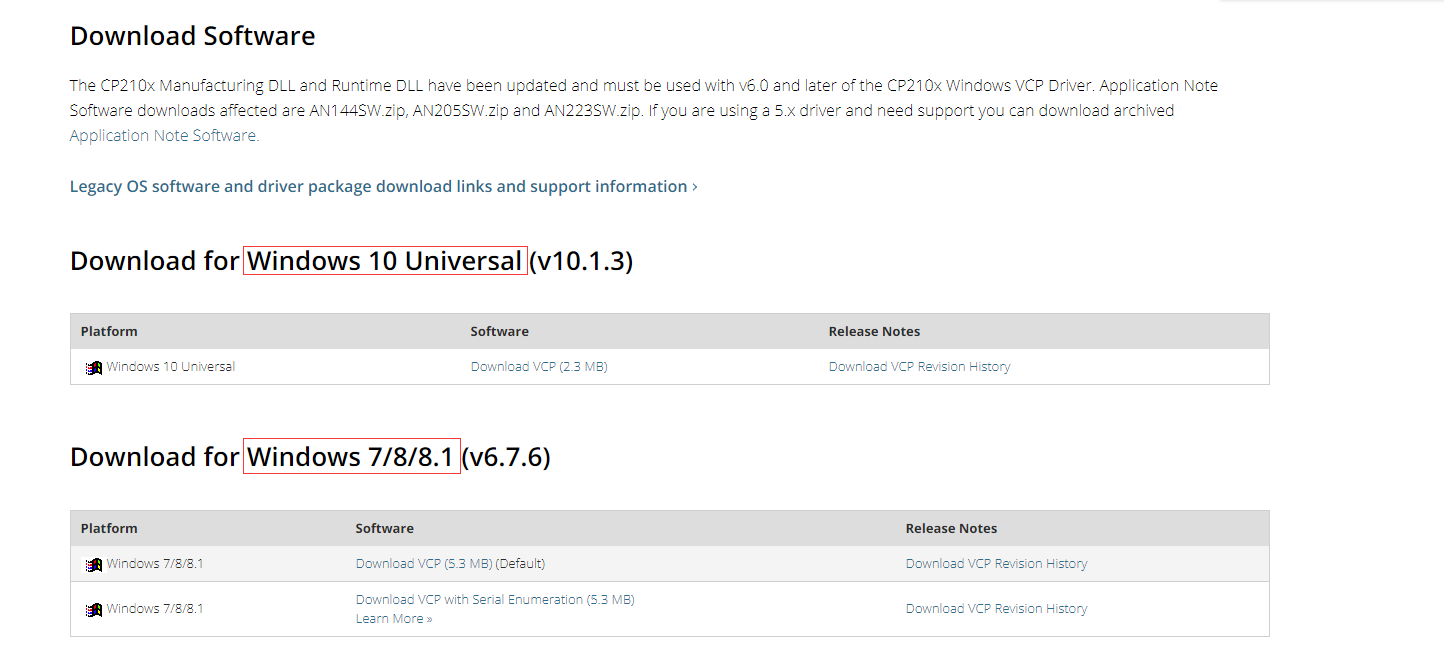 Download Software
The CP210x Manufacturing DLL and Runtime DLL have been updated and must be used with v6.0 and later of the CP210x Windows VCP Driver. Application Note
Software downloads affected are AN144SW.zip, AN205SW.zip and AN223SW.zip. If you are using a 5.x driver and need support you can download archived
Application Note Software.
Legacy OS software and driver package download links and support information ›
Download for Windows 10 Universal (v10.1.3)
Platform Software Release Notes
Windows 10 Universal Download VCP (2.3 MB) Download VCP Revision History
Download for Windows 7/8/8.1 (v6.7.6)
Platform Software Release Notes
Windows 7/8/8.1 Download VCP (5.3 MB) (Default) Download VCP Revision History
Windows 7/8/8.1 Download VCP with Serial Enumeration (5.3 MB) Download VCP Revision History
Learn More »